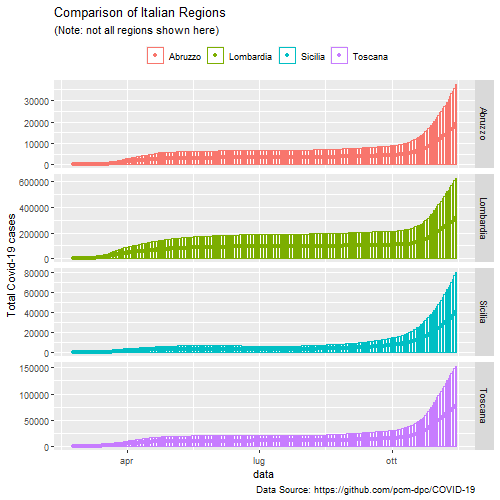 Comparison of Italian Regions
(Note: not all regions shown here)
Abruzzo Lombardia Sicilia Toscana
30000
20000
10000
0
Abruzzo
600000
400000
200000
0
Lombardia
80000
60000
40000
20000
0
Sicilia
150000
100000
50000
0
Toscana
Total Covid-19 cases
apr lug ott
data
Data Source: https://github.com/pcm-dpc/COVID-19